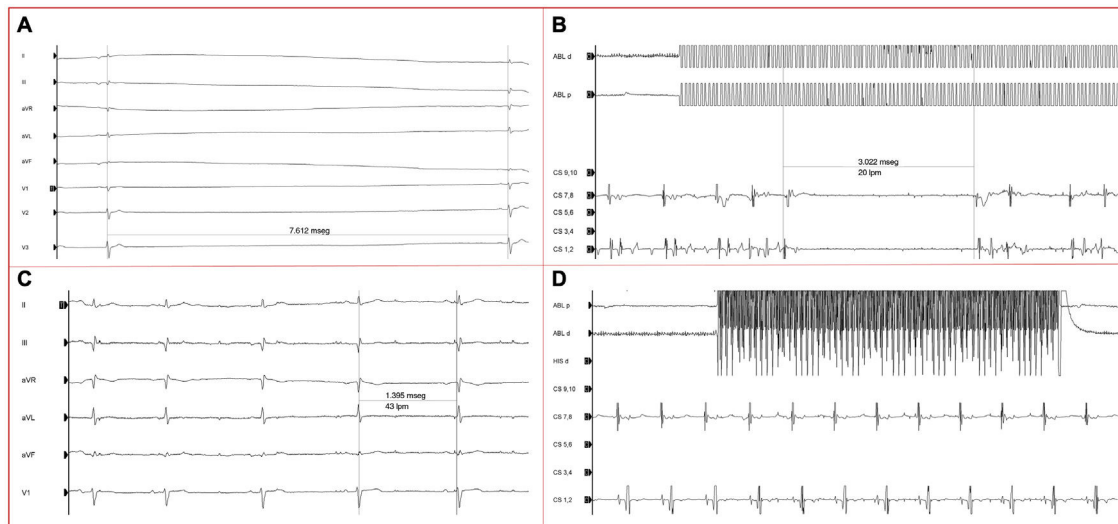 A
II
III
aVR
aVL
aVF
V1
V2
V3
7.612 mseg
B
ABL d
ABL p
3.022 mseg
20 lpm
CS 9,10
CS 7,8
CS 5,6
CS 3,4
CS 1,2
C
II
III
aVR
1.395 mseg
43 lpm
aVL
aVF
V1
D
ABL p
ABL d
HIS d
CS 9,10
CS 7,8
CS 5,6
CS 3,4
CS 1,2